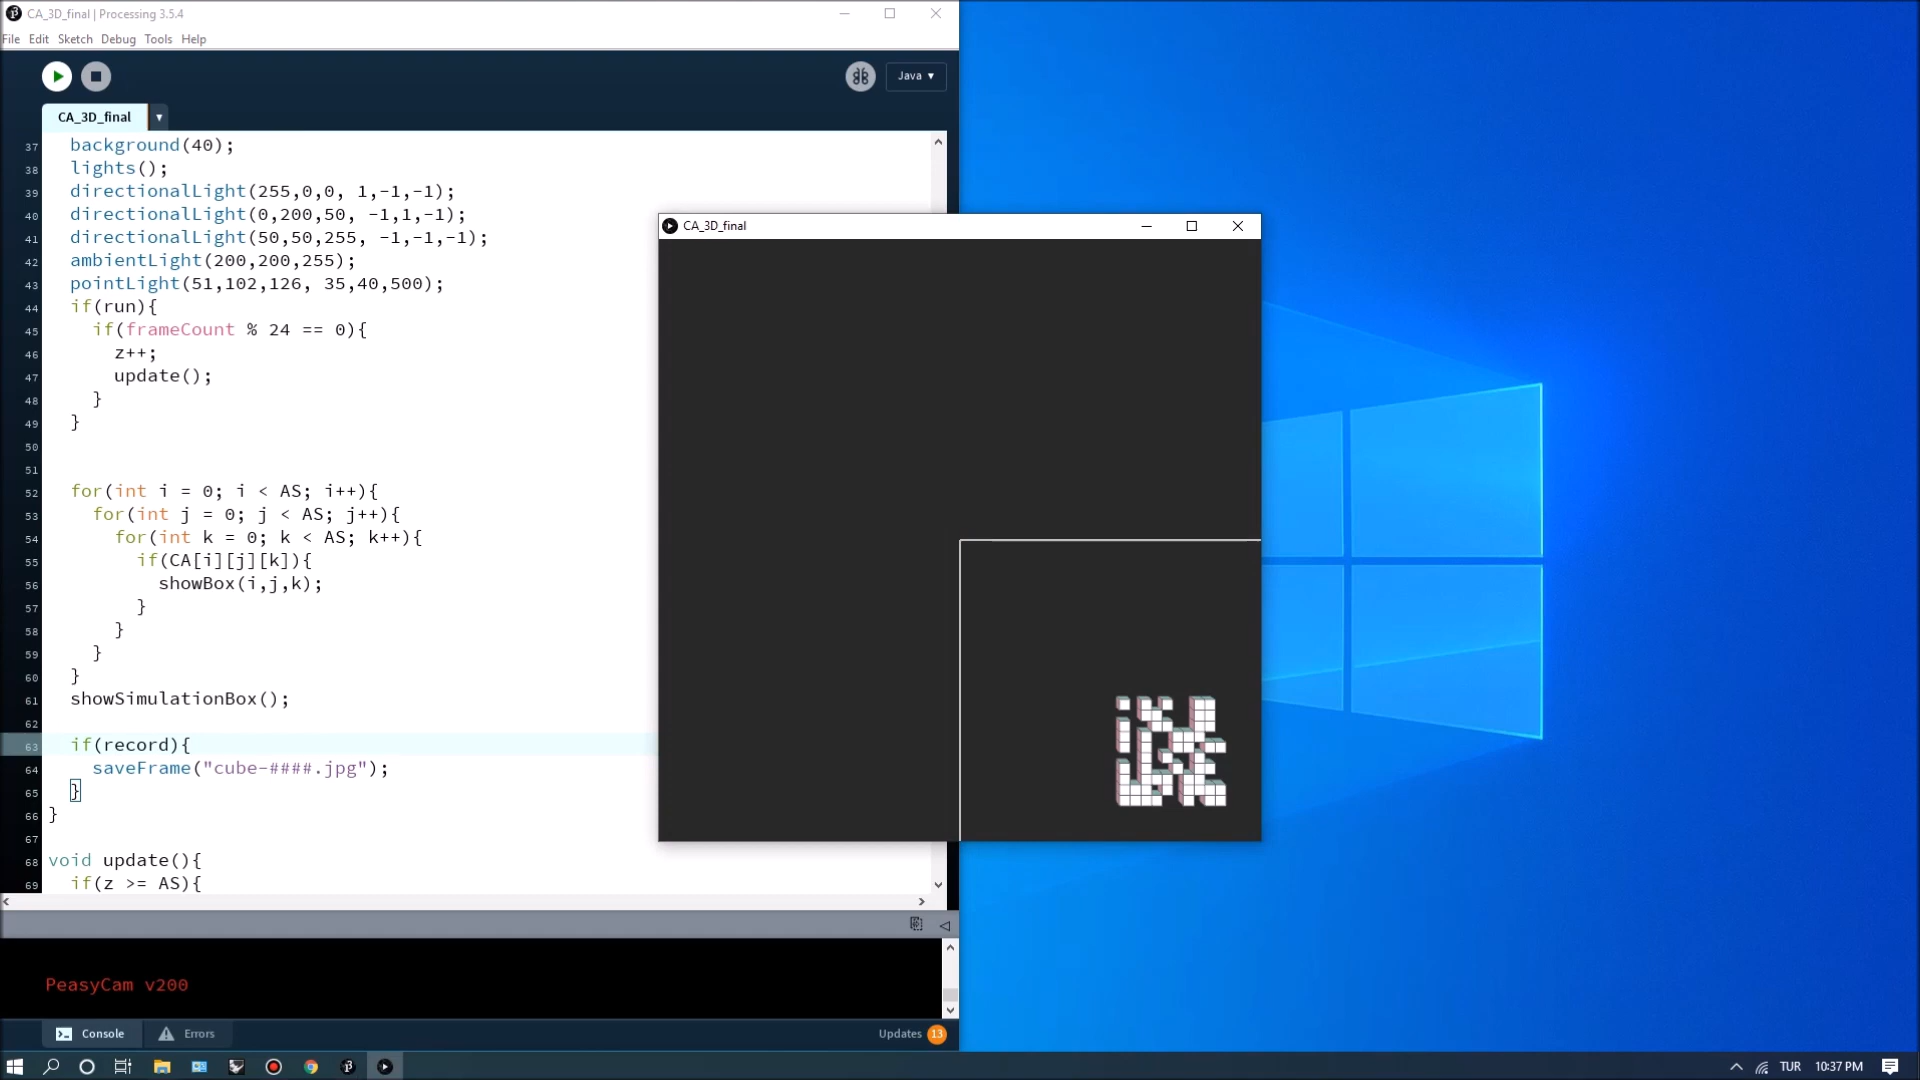 CA_3D_final | Processing 3.5.4
File Edit Sketch Debug Tools Help
Java ▾
CA_3D_final ▾
37 background(40);
38 lights();
39 directionalLight(255,0,0, 1,-1,-1);
40 directionalLight(0,200,50, -1,1,-1);
41 directionalLight(50,50,255, -1,-1,-1);
42 ambientLight(200,200,255);
43 pointLight(51,102,126, 35,40,500);
44 if(run){
45 if(frameCount % 24 == 0){
46 z++;
47 update();
48 }
49 }
50
51
52 for(int i = 0; i < AS; i++){
53 for(int j = 0; j < AS; j++){
54 for(int k = 0; k < AS; k++){
55 if(CA[i][j][k]){
56 showBox(i,j,k);
57 }
58 }
59 }
60 }
61 showSimulationBox();
62
63 if(record){
64 saveFrame("cube-####.jpg");
65 }
66 }
67
68 void update(){
69 if(z >= AS){
CA_3D_final
PeasyCam v200
Console Errors Updates 13
TUR 10:37 PM